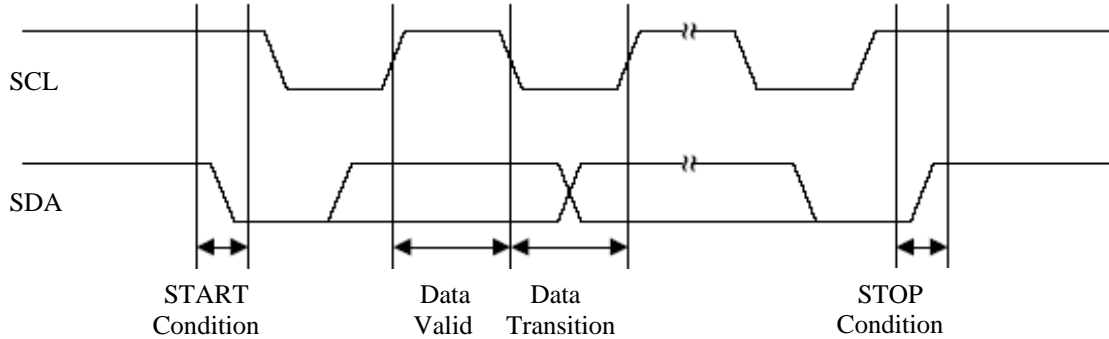 SCL
SDA
START
Condition
Data
Valid
Data
Transition
STOP
Condition